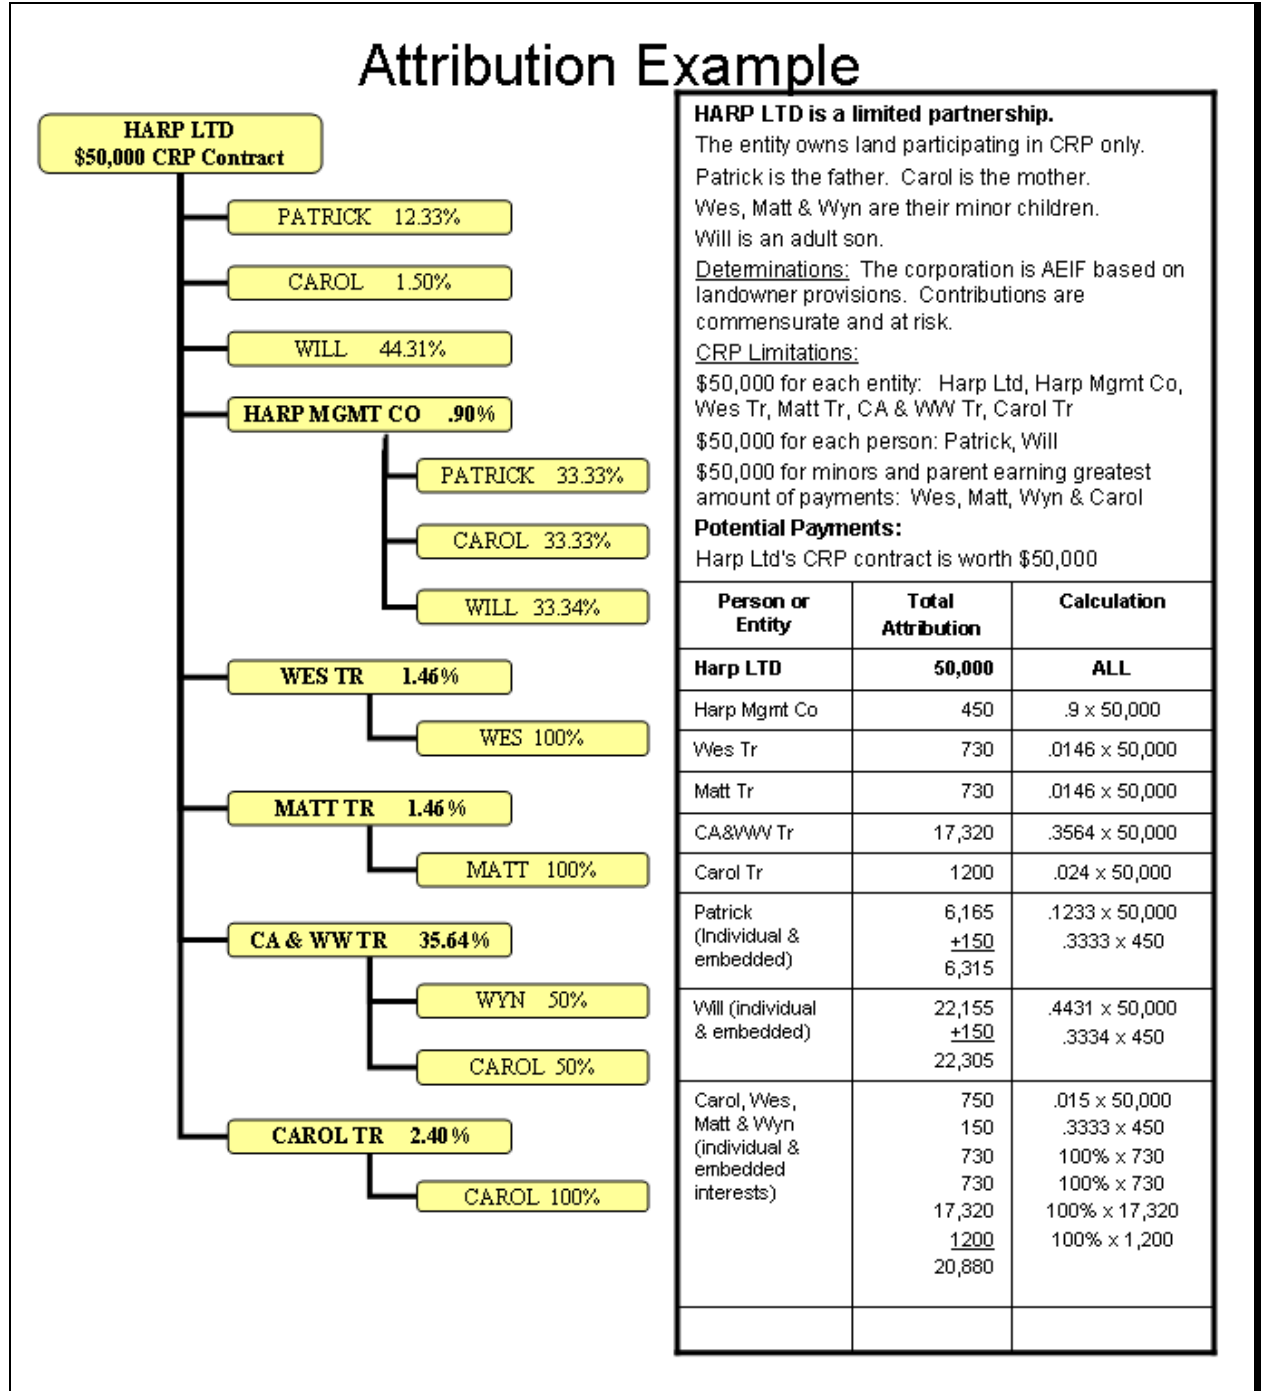 Attribution Example
HARP LTD
$50,000 CRP Contract
PATRICK 12.33%
CAROL 1.50%
WILL 44.31%
HARP MGMT CO .90%
PATRICK 33.33%
CAROL 33.33%
WILL 33.34%
WES TR 1.46%
WES 100%
MATT TR 1.46%
MATT 100%
CA & WW TR 35.64%
WYN 50%
CAROL 50%
CAROL TR 2.40%
CAROL 100%
HARP LTD is a limited partnership.
The entity owns land participating in CRP only.
Patrick is the father. Carol is the mother.
Wes, Matt & Wyn are their minor children.
Will is an adult son.
Determinations: The corporation is AEIF based on
landowner provisions. Contributions are
commensurate and at risk.
CRP Limitations:
$50,000 for each entity: Harp Ltd, Harp Mgmt Co,
Wes Tr, Matt Tr, CA & WW Tr, Carol Tr
$50,000 for each person: Patrick, Will
$50,000 for minors and parent earning greatest
amount of payments: Wes, Matt, Wyn & Carol
Potential Payments:
Harp Ltd's CRP contract is worth $50,000
Person or Total Calculation
Entity Attribution
Harp LTD 50,000 ALL
Harp Mgmt Co 450 .9 x 50,000
Wes Tr 730 .0146 x 50,000
Matt Tr 730 .0146 x 50,000
CA&WW Tr 17,320 .3564 x 50,000
Carol Tr 1200 .024 x 50,000
Patrick 6,165 .1233 x 50,000
(Individual & +150 .3333 x 450
embedded) 6,315
Will (individual 22,155 .4431 x 50,000
& embedded) +150 .3334 x 450
22,305
Carol, Wes, 750 .015 x 50,000
Matt & Wyn 150 .3333 x 450
(individual & 730 100% x 730
embedded 730 100% x 730
interests) 17,320 100% x 17,320
1200 100% x 1,200
20,880